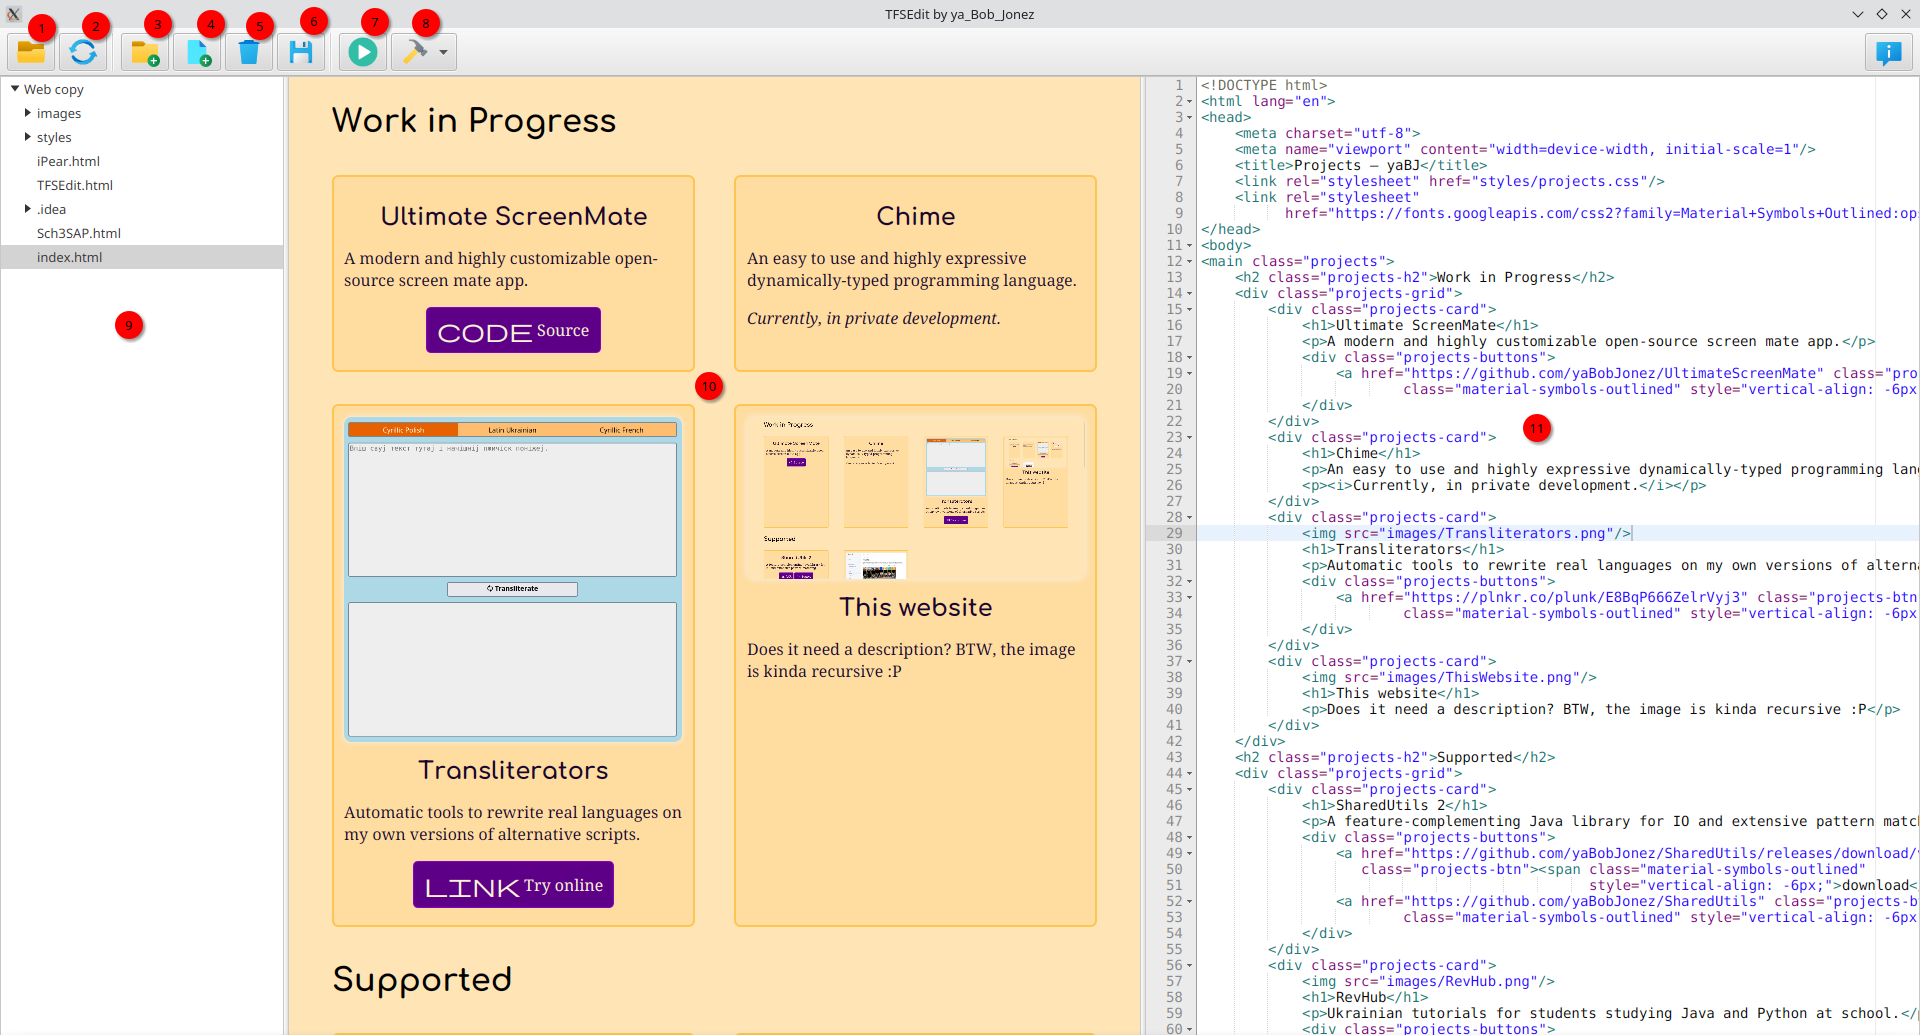 TFSEdit by ya_Bob_Jonez
1
2
3
4
5
6
7
8
Web copy
images
styles
iPear.html
TFSEdit.html
.idea
Sch3SAP.html
index.html
9
Work in Progress
Ultimate ScreenMate
A modern and highly customizable open-
source screen mate app.
CODE Source
Chime
An easy to use and highly expressive
dynamically-typed programming language.
Currently, in private development.
10
Cyrillic Polish
Latin Ukrainian
Cyrillic French
Transliterate
Transliterators
Automatic tools to rewrite real languages on
my own versions of alternative scripts.
LINK Try online
Work in Progress
Chime
This website
Supported
This website
Does it need a description? BTW, the image
is kinda recursive :P
Supported
1 <!DOCTYPE html>
2 <html lang="en">
3 <head>
4 <meta charset="utf-8">
5 <meta name="viewport" content="width=device-width, initial-scale=1"/>
6 <title>Projects — yaBJ</title>
7 <link rel="stylesheet" href="styles/projects.css"/>
8 <link rel="stylesheet"
9 href="https://fonts.googleapis.com/css2?family=Material+Symbols+Outlined:op
10 </head>
11 <body>
12 <main class="projects">
13 <h2 class="projects-h2">Work in Progress</h2>
14 <div class="projects-grid">
15 <div class="projects-card">
16 <h1>Ultimate ScreenMate</h1>
17 <p>A modern and highly customizable open-source screen mate app.</p>
18 <div class="projects-buttons">
19 <a href="https://github.com/yaBobJonez/UltimateScreenMate" class="pro
20 class="material-symbols-outlined" style="vertical-align: -6px
21 </div>
22 </div>
23 <div class="projects-card">
11
24 <h1>Chime</h1>
25 <p>An easy to use and highly expressive dynamically-typed programming lan
26 <p><i>Currently, in private development.</i></p>
27 </div>
28 <div class="projects-card">
29 <img src="images/Transliterators.png"/>
30 <h1>Transliterators</h1>
31 <p>Automatic tools to rewrite real languages on my own versions of altern
32 <div class="projects-buttons">
33 <a href="https://plnkr.co/plunk/E8BqP666ZelrVyj3" class="projects-btn
34 class="material-symbols-outlined" style="vertical-align: -6px
35 </div>
36 </div>
37 <div class="projects-card">
38 <img src="images/ThisWebsite.png"/>
39 <h1>This website</h1>
40 <p>Does it need a description? BTW, the image is kinda recursive :P</p>
41 </div>
42 </div>
43 <h2 class="projects-h2">Supported</h2>
44 <div class="projects-grid">
45 <div class="projects-card">
46 <h1>SharedUtils 2</h1>
47 <p>A feature-complementing Java library for IO and extensive pattern matc
48 <div class="projects-buttons">
49 <a href="https://github.com/yaBobJonez/SharedUtils/releases/download/
50 class="projects-btn"><span class="material-symbols-outlined"
51 style="vertical-align: -6px;">download<
52 <a href="https://github.com/yaBobJonez/SharedUtils" class="projects-b
53 class="material-symbols-outlined" style="vertical-align: -6px
54 </div>
55 </div>
56 <div class="projects-card">
57 <img src="images/RevHub.png"/>
58 <h1>RevHub</h1>
59 <p>Ukrainian tutorials for students studying Java and Python at school.</
60 <div class="projects-buttons">